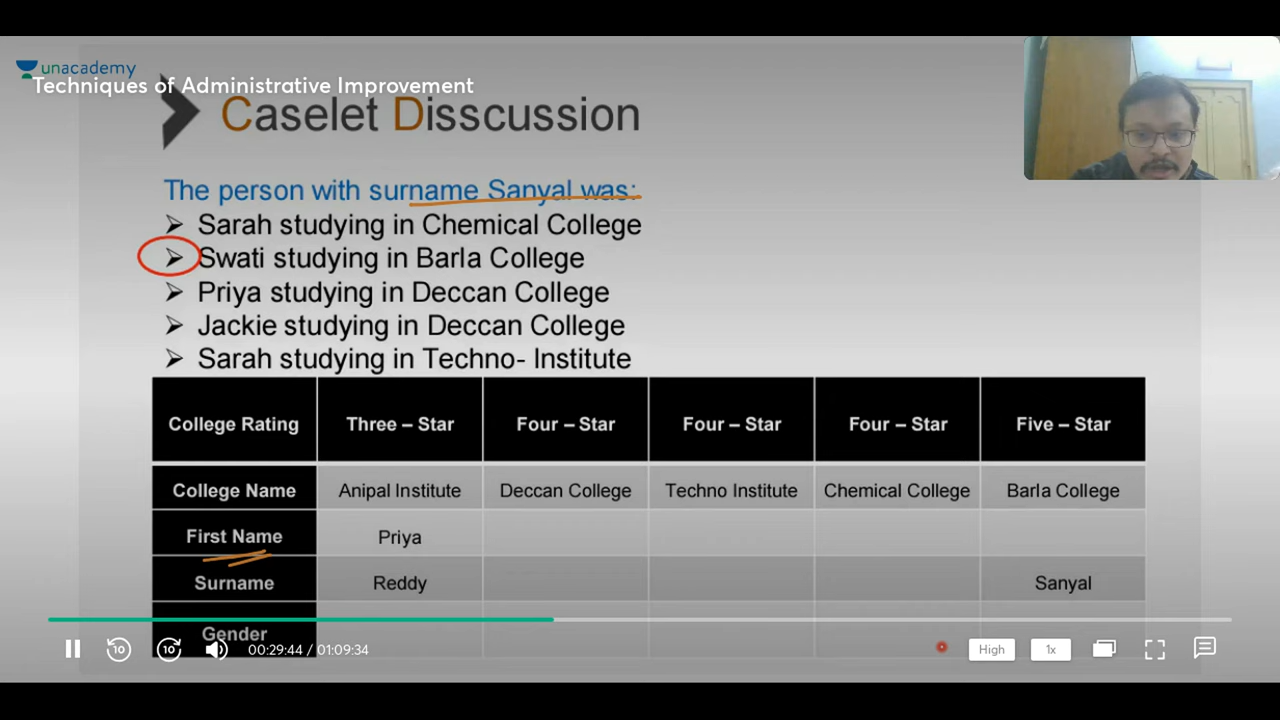 unacademy
Techniques of Administrative Improvement
Caselet Disscussion
The person with surname Sanyal was:
➢ Sarah studying in Chemical College
➢ Swati studying in Barla College
➢ Priya studying in Deccan College
➢ Jackie studying in Deccan College
➢ Sarah studying in Techno- Institute
College Rating Three – Star Four – Star Four – Star Four – Star Five – Star
College Name Anipal Institute Deccan College Techno Institute Chemical College Barla College
First Name Priya
Surname Reddy Sanyal
Gender
10 10 00:29:44 / 01:09:34 High 1x